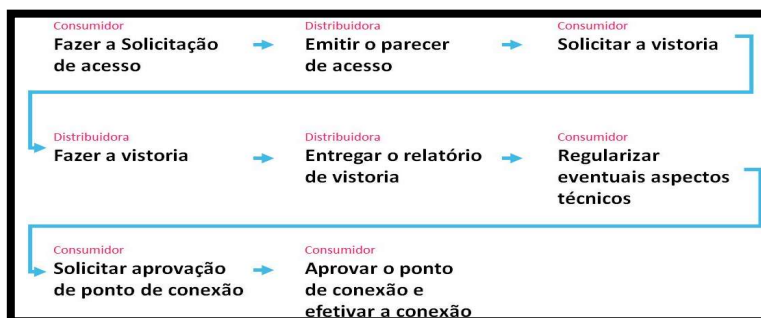 Consumidor
Fazer a Solicitação
de acesso
Distribuidora
Emitir o parecer
de acesso
Consumidor
Solicitar a vistoria
Distribuidora
Fazer a vistoria
Distribuidora
Entregar o relatório
de vistoria
Consumidor
Regularizar
eventuais aspectos
técnicos
Consumidor
Solicitar aprovação
de ponto de conexão
Consumidor
Aprovar o ponto
de conexão e
efetivar a conexão